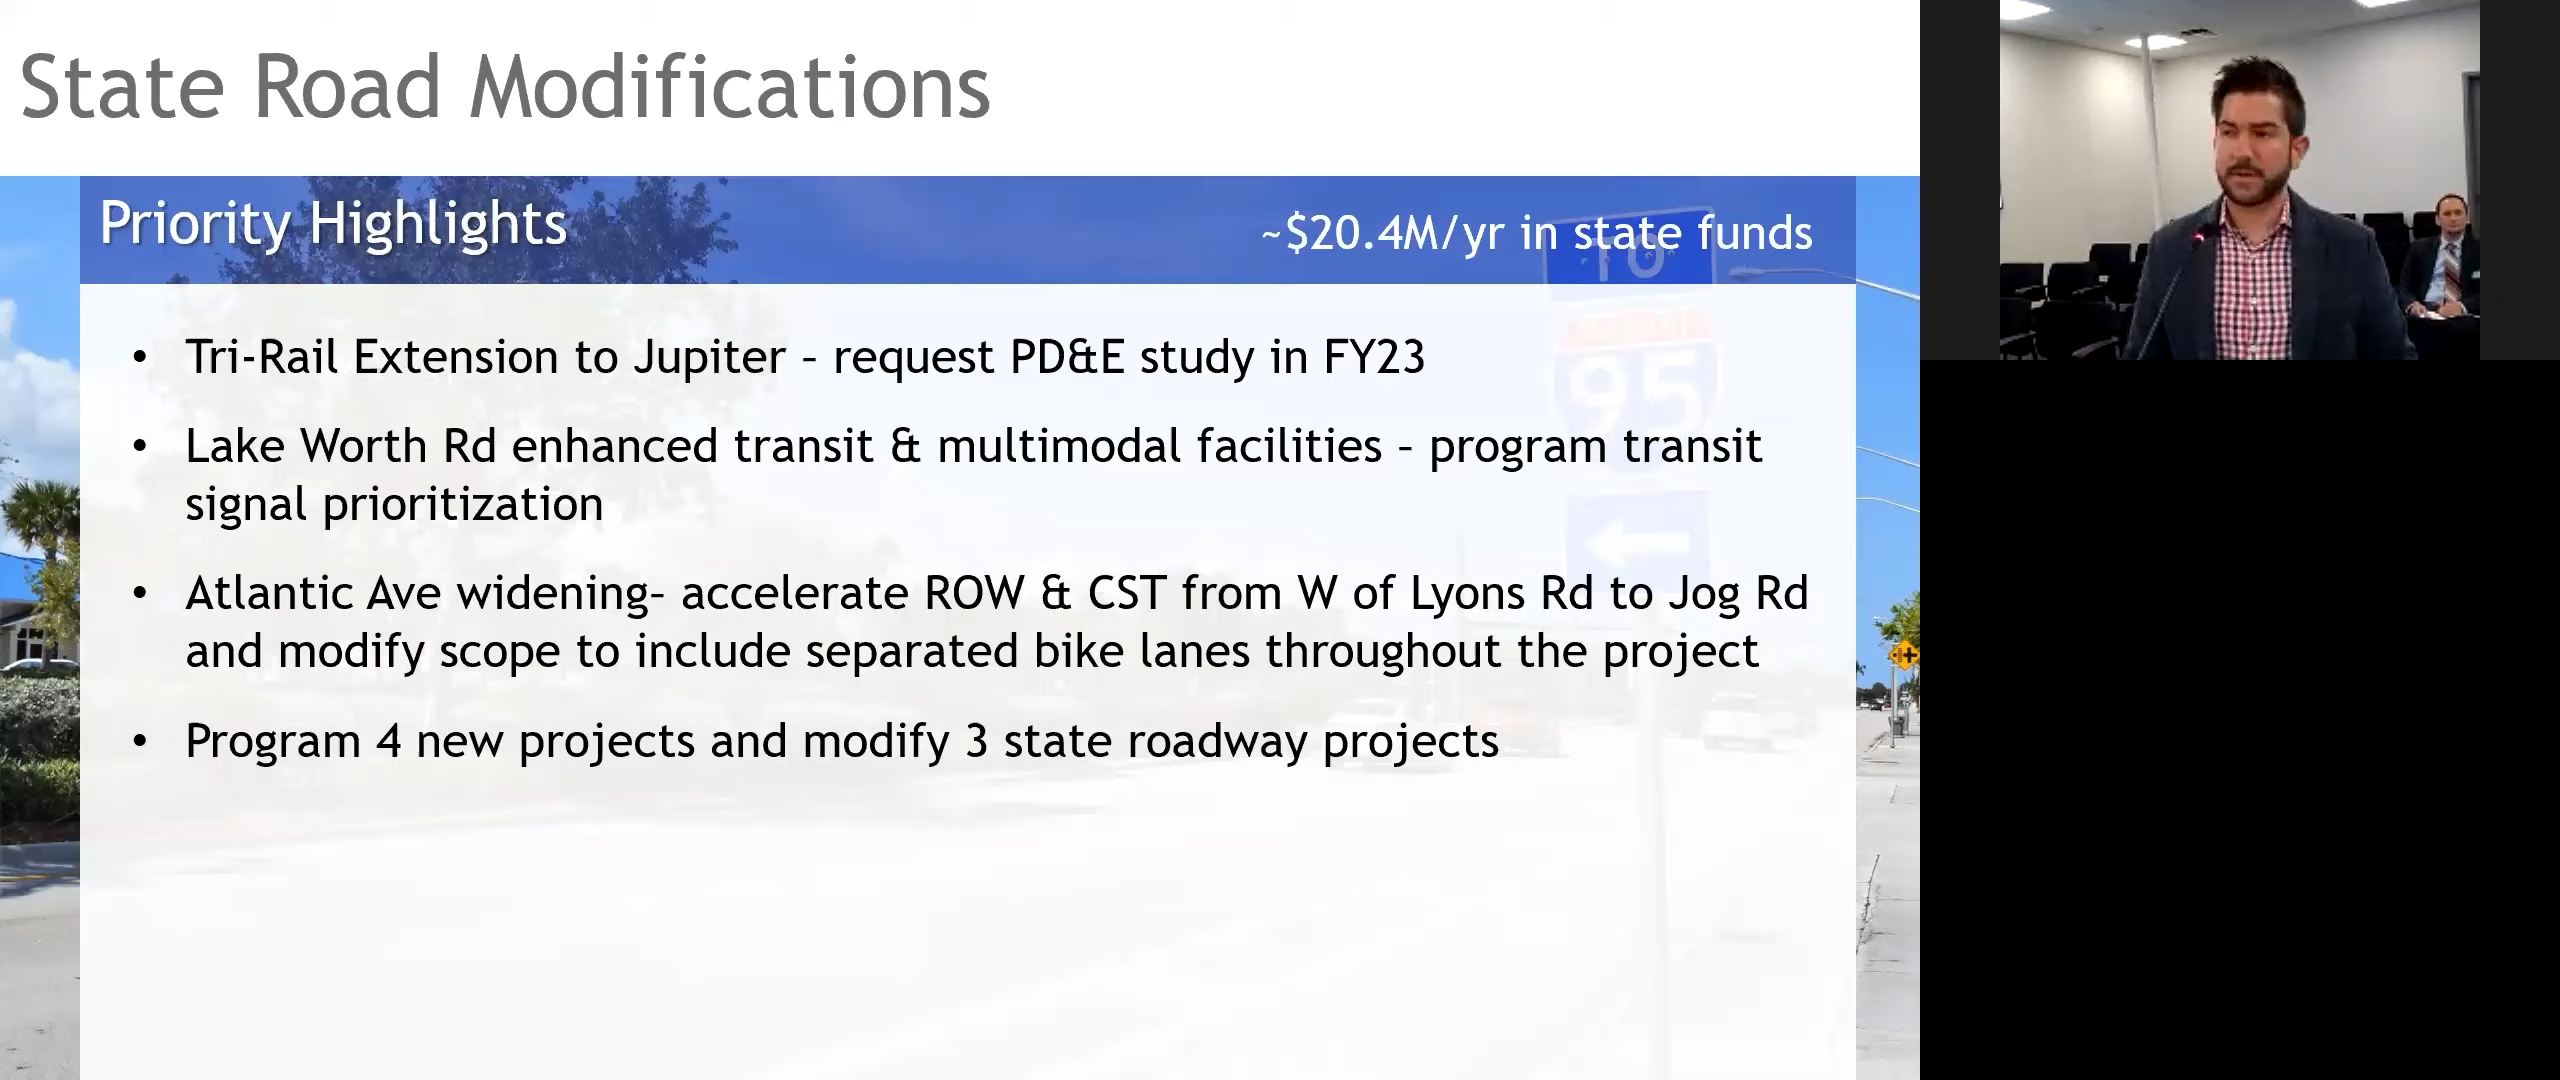 State Road Modifications
Priority Highlights
~$20.4M/yr in state funds
TO
• Tri-Rail Extension to Jupiter – request PD&E study in FY23
95
• Lake Worth Rd enhanced transit & multimodal facilities – program transit
signal prioritization
• Atlantic Ave widening– accelerate ROW & CST from W of Lyons Rd to Jog Rd
and modify scope to include separated bike lanes throughout the project
• Program 4 new projects and modify 3 state roadway projects